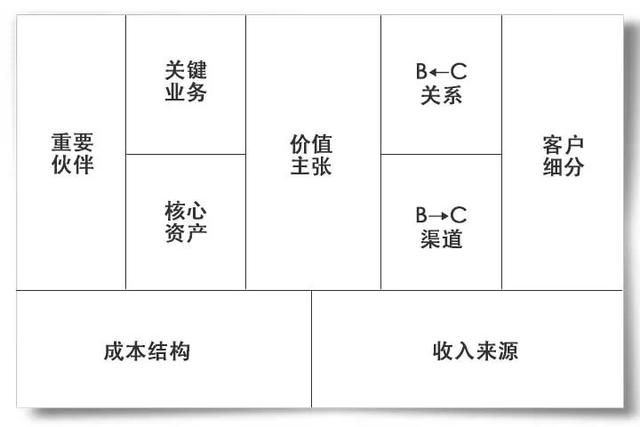 重要
伙伴
关键
业务
核心
资产
价值
主张
B←C
关系
B→C
渠道
客户
细分
成本结构
收入来源